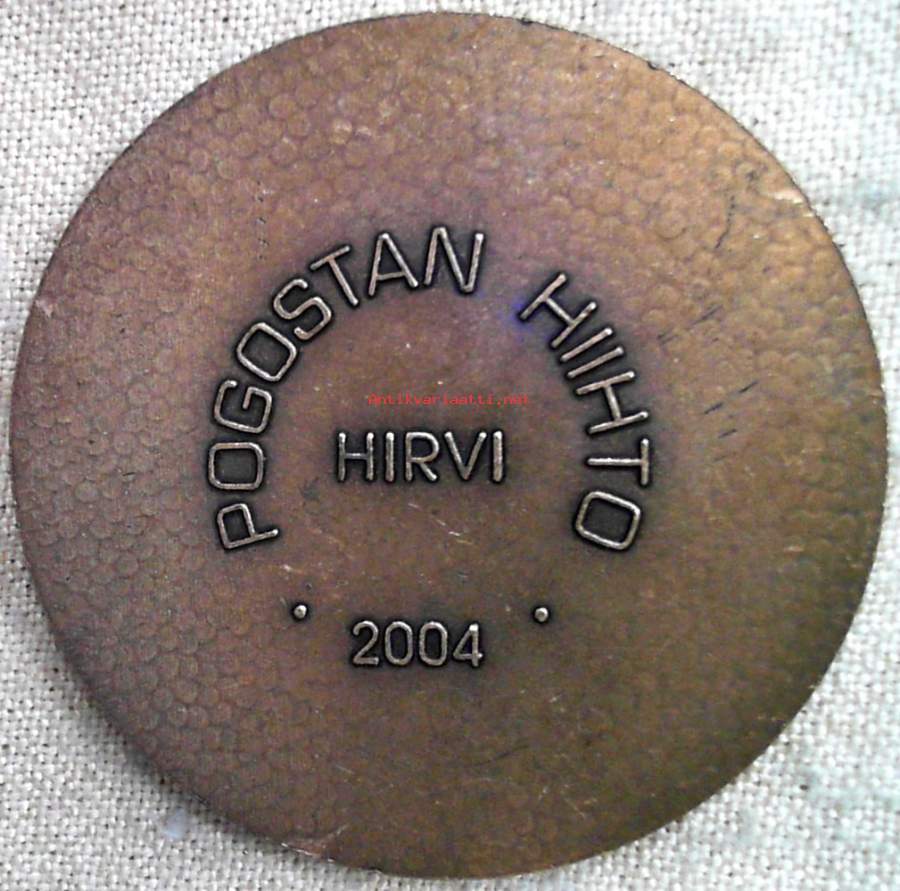 POGOSTAN HIIHTO
Antikvariaatti.net
HIRVI
• 2004 •